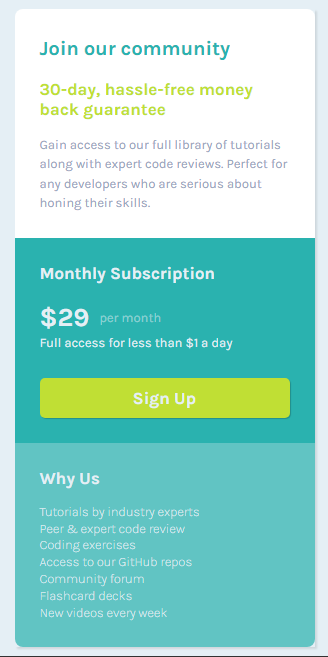 Join our community
30-day, hassle-free money
back guarantee
Gain access to our full library of tutorials
along with expert code reviews. Perfect for
any developers who are serious about
honing their skills.
Monthly Subscription
$29 per month
Full access for less than $1 a day
Sign Up
Why Us
Tutorials by industry experts
Peer & expert code review
Coding exercises
Access to our GitHub repos
Community forum
Flashcard decks
New videos every week